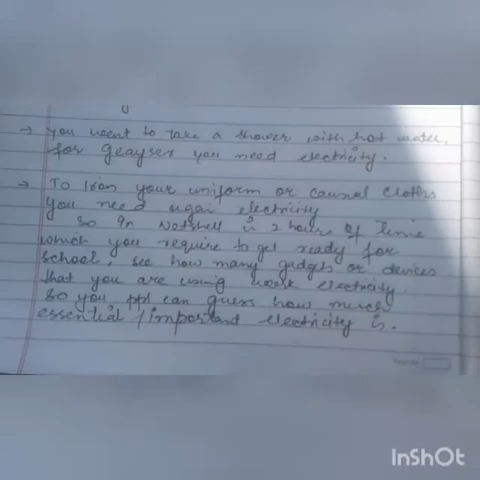 → You want to take a shower with hot water,
for geayser you need electricity.
→ To iron your uniform or causal cloths
you need again electricity
So In Nutshell in 2 hours of Time
which you require to get ready for
school, see how many gadgets or devices
that you are using work electricity
So you ppl can guess how much
essential / important electricity is.
InShOt